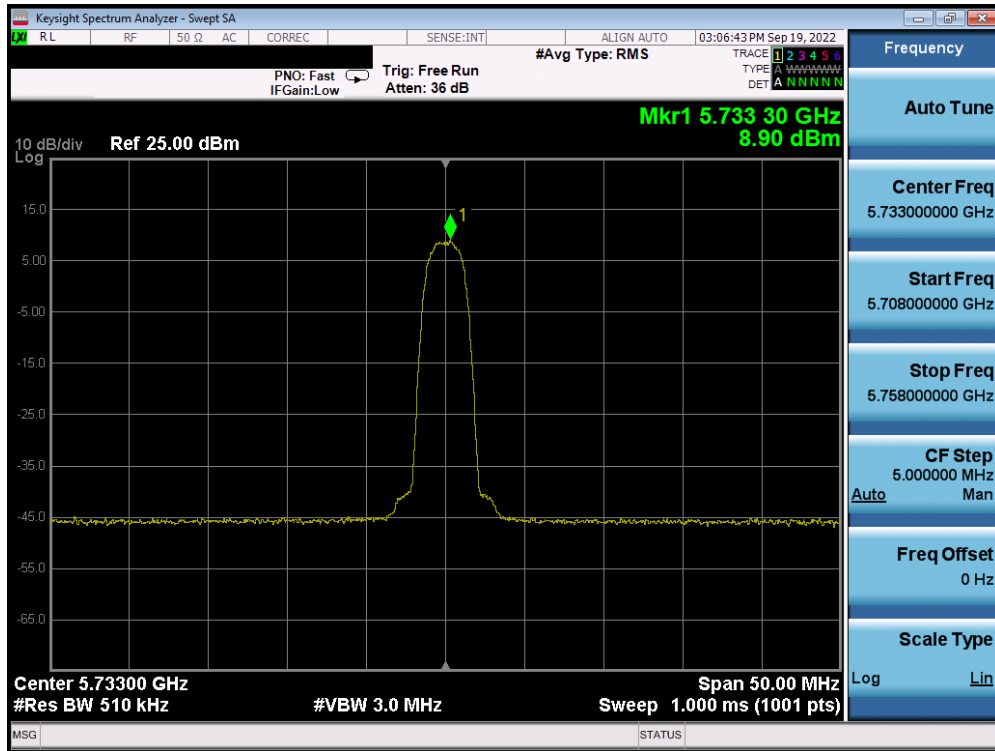 Keysight Spectrum Analyzer - Swept SA
LXI RL RF 50 Ω AC CORREC SENSE:INT ALIGN AUTO 03:06:43 PM Sep 19, 2022
#Avg Type: RMS
TRACE 1 2 3 4 5 6
TYPE A WWWWW
DET A N N N N N
PNO: Fast
IFGain:Low
Trig: Free Run
Atten: 36 dB
Mkr1 5.733 30 GHz
8.90 dBm
10 dB/div Ref 25.00 dBm
Log
1
15.0
5.00
-5.00
-15.0
-25.0
-35.0
-45.0
-55.0
-65.0
Center 5.73300 GHz Span 50.00 MHz
#Res BW 510 kHz #VBW 3.0 MHz Sweep 1.000 ms (1001 pts)
MSG STATUS
Frequency
Auto Tune
Center Freq
5.733000000 GHz
Start Freq
5.708000000 GHz
Stop Freq
5.758000000 GHz
CF Step
5.000000 MHz
Auto Man
Freq Offset
0 Hz
Scale Type
Log Lin